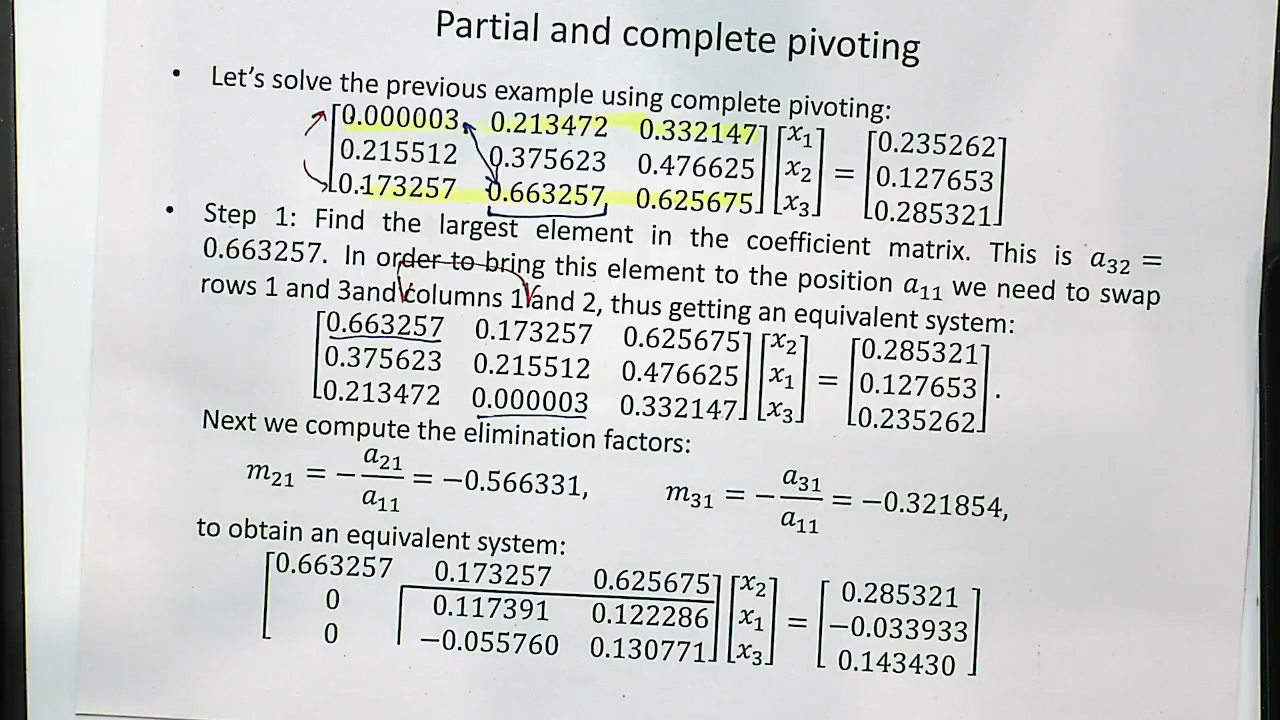 Partial and complete pivoting
• Let's solve the previous example using complete pivoting:
[0.000003 0.213472 0.332147] [x₁] [0.235262]
[0.215512 0.375623 0.476625] [x₂] = [0.127653]
[0.173257 0.663257 0.625675] [x₃] [0.285321]
• Step 1: Find the largest element in the coefficient matrix. This is a₃₂ =
0.663257. In order to bring this element to the position a₁₁ we need to swap
rows 1 and 3and columns 1 and 2, thus getting an equivalent system:
[0.663257 0.173257 0.625675] [x₂] [0.285321]
[0.375623 0.215512 0.476625] [x₁] = [0.127653] .
[0.213472 0.000003 0.332147] [x₃] [0.235262]
Next we compute the elimination factors:
m₂₁ = −a₂₁/a₁₁ = −0.566331, m₃₁ = −a₃₁/a₁₁ = −0.321854,
to obtain an equivalent system:
[0.663257 0.173257 0.625675] [x₂] [0.285321]
[0 0.117391 0.122286] [x₁] = [−0.033933]
[0 −0.055760 0.130771] [x₃] [0.143430]